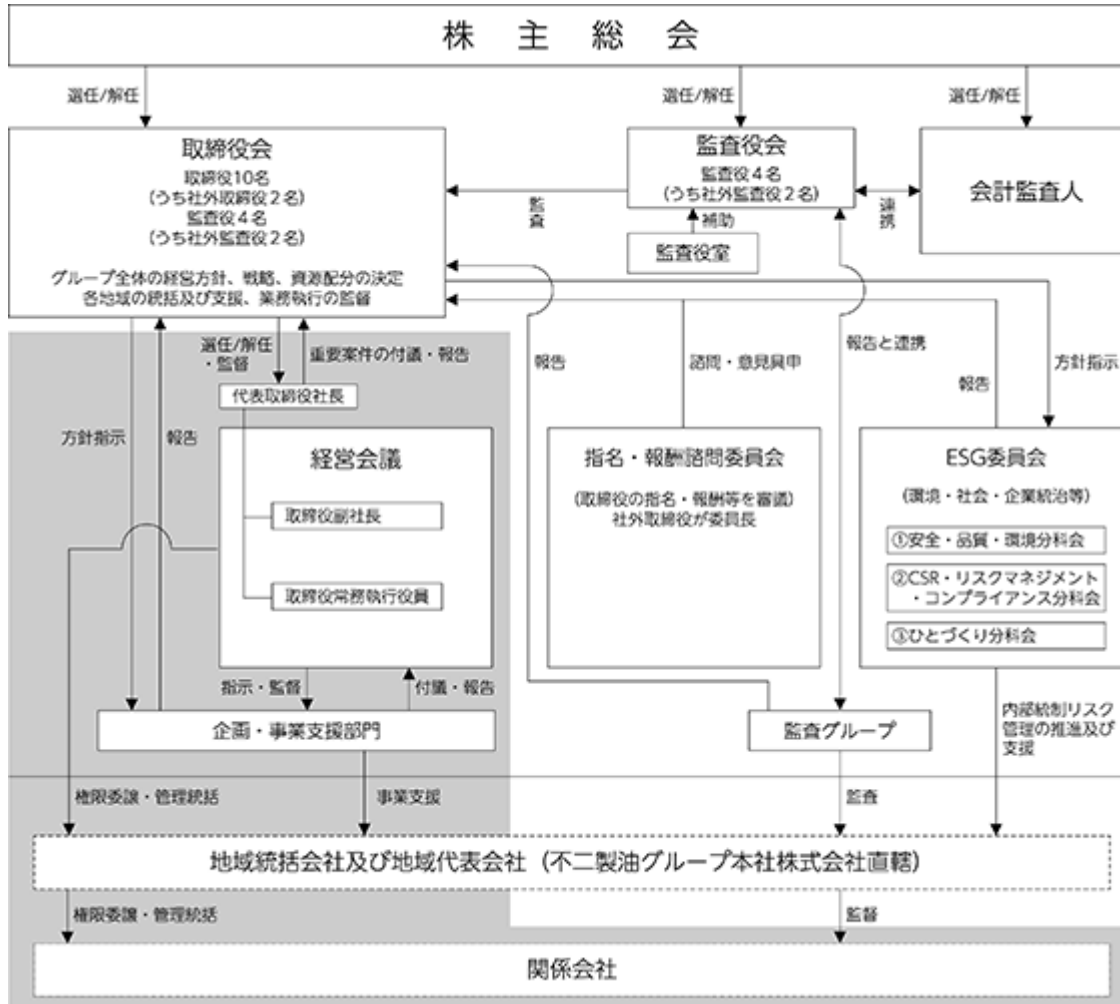 株主総会
選任/解任
選任/解任
選任/解任
取締役会
取締役10名
(うち社外取締役2名)
監査役4名
(うち社外監査役2名)
グループ全体の経営方針、戦略、資源配分の決定
各地域の統括及び支援、業務執行の監督
監査
監査役会
監査役4名
(うち社外監査役2名)
補助
監査役室
連携
会計監査人
選任/解任
・監督
重要案件の付議・報告
代表取締役社長
方針指示
報告
経営会議
取締役副社長
取締役常務執行役員
指示・監督
付議・報告
企画・事業支援部門
報告
諮問・意見具申
報告と連携
報告
方針指示
指名・報酬諮問委員会
(取締役の指名・報酬等を審議)
社外取締役が委員長
ESG委員会
(環境・社会・企業統治等)
①安全・品質・環境分科会
②CSR・リスクマネジメント
・コンプライアンス分科会
③ひとづくり分科会
監査グループ
内部統制リスク
管理の推進及び
支援
権限委譲・管理統括
事業支援
監査
地域統括会社及び地域代表会社(不二製油グループ本社株式会社直轄)
権限委譲・管理統括
監督
関係会社